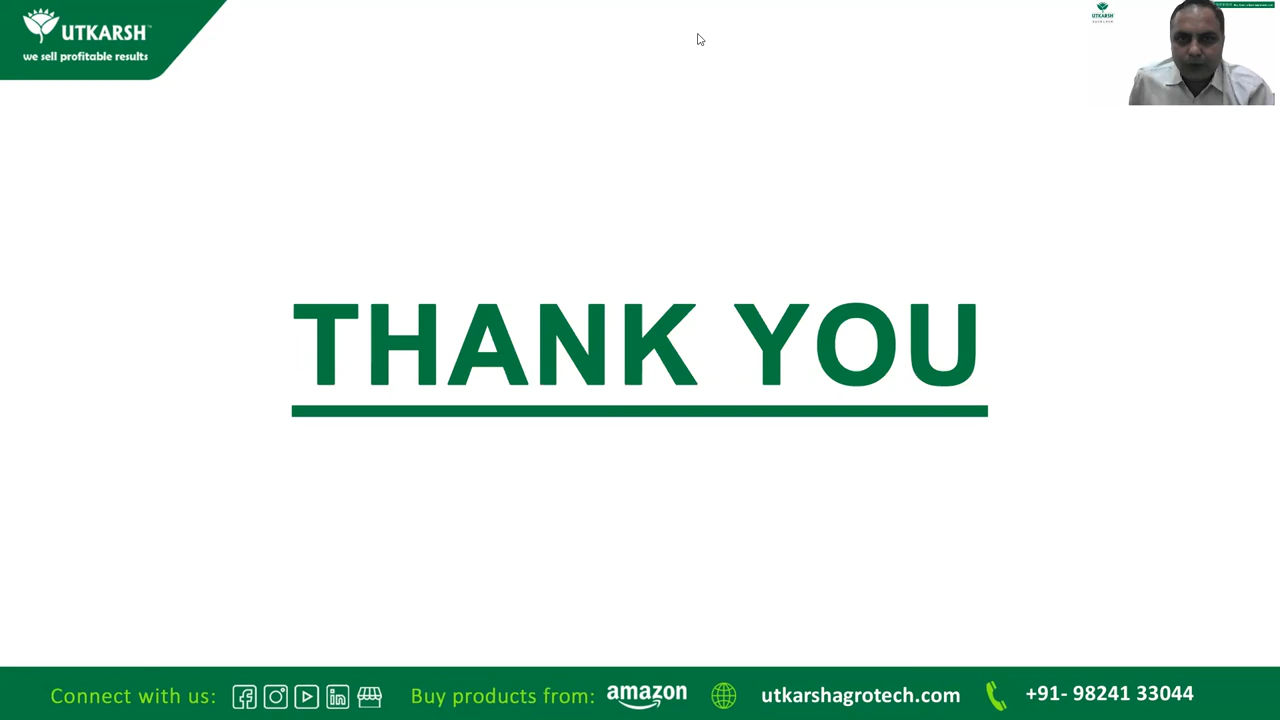 UTKARSH™
we sell profitable results
UTKARSH
THANK YOU
Connect with us:
Buy products from: amazon
utkarshagrotech.com
+91- 98241 33044